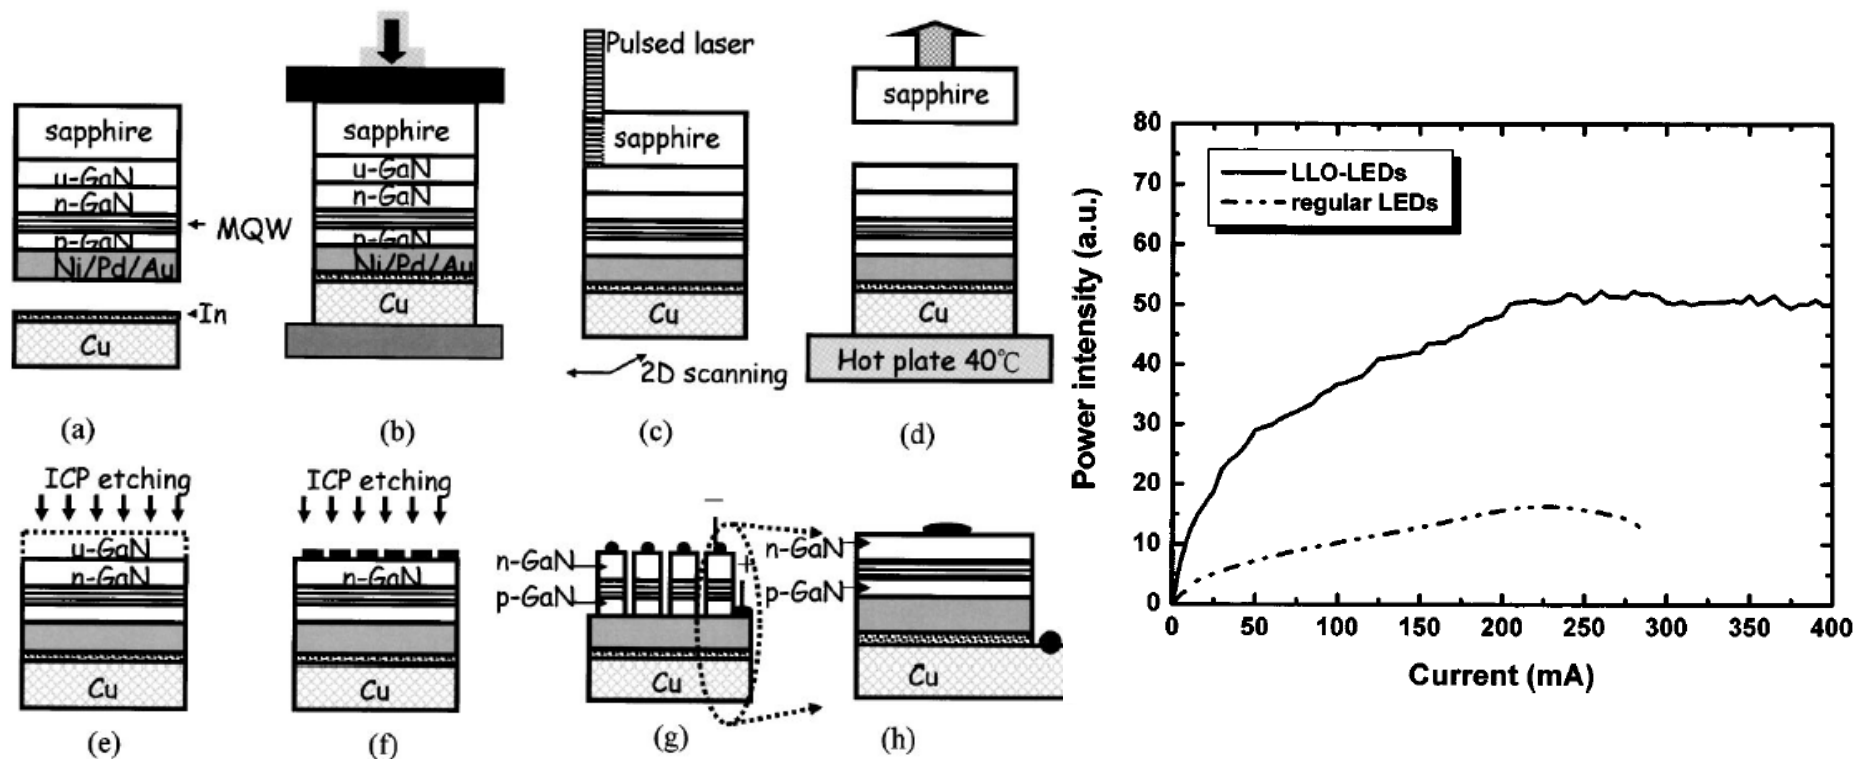 sapphire
u-GaN
n-GaN
MQW
p-GaN
Ni/Pd/Au
In
Cu
(a)
sapphire
u-GaN
n-GaN
p-GaN
Ni/Pd/Au
Cu
(b)
Pulsed laser
sapphire
Cu
2D scanning
(c)
sapphire
Cu
Hot plate 40℃
(d)
ICP etching
u-GaN
n-GaN
Cu
(e)
ICP etching
n-GaN
Cu
(f)
−
n-GaN
+
p-GaN
Cu
(g)
n-GaN
p-GaN
Cu
(h)
80
70
60
50
40
30
20
10
0
Power intensity (a.u.)
LLO-LEDs
regular LEDs
0 50 100 150 200 250 300 350 400
Current (mA)